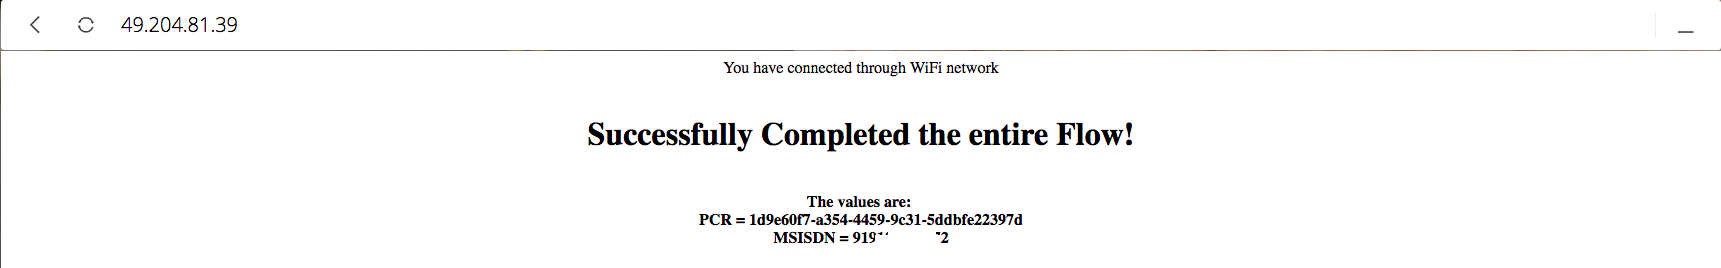 49.204.81.39
You have connected through WiFi network
Successfully Completed the entire Flow!
The values are:
PCR = 1d9e60f7-a354-4459-9c31-5ddbfe22397d
MSISDN = 919 2